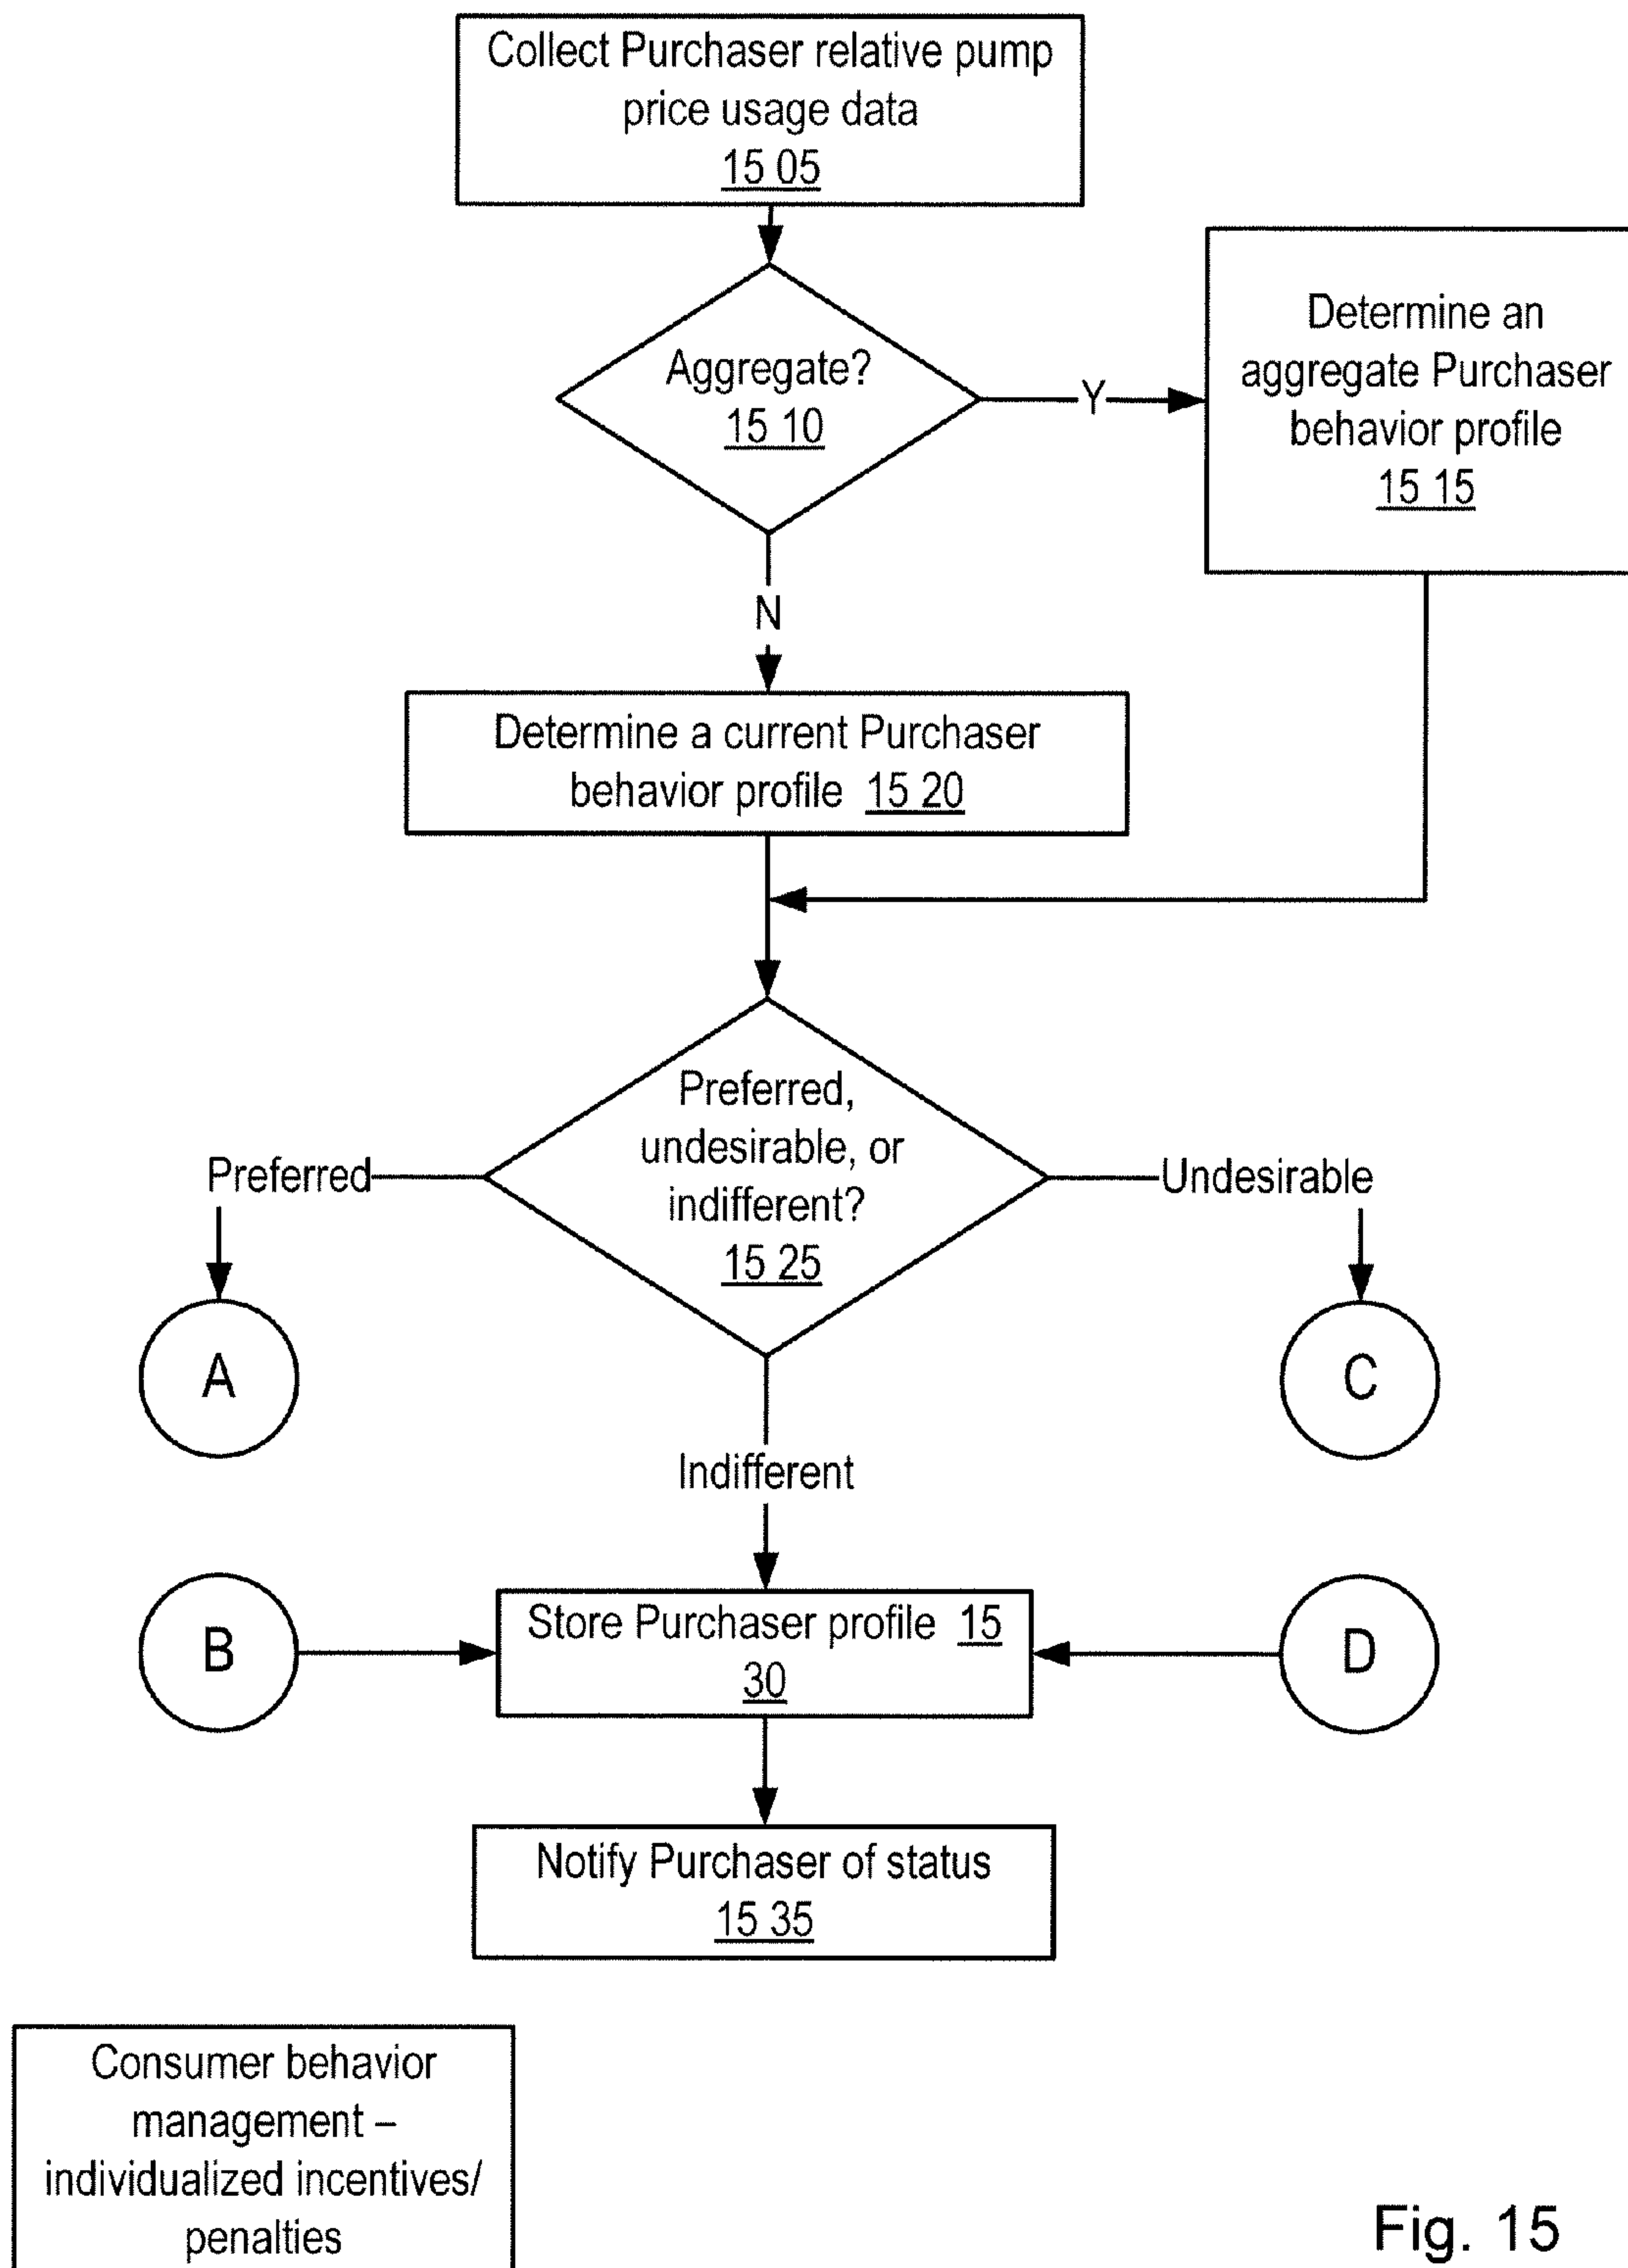 Collect Purchaser relative pump
price usage data
15 05
Aggregate?
15 10
Y
Determine an
aggregate Purchaser
behavior profile
15 15
N
Determine a current Purchaser
behavior profile 15 20
Preferred,
undesirable, or
indifferent?
15 25
Preferred
Undesirable
A
C
Indifferent
B
Store Purchaser profile 15
30
D
Notify Purchaser of status
15 35
Consumer behavior
management –
individualized incentives/
penalties
Fig. 15